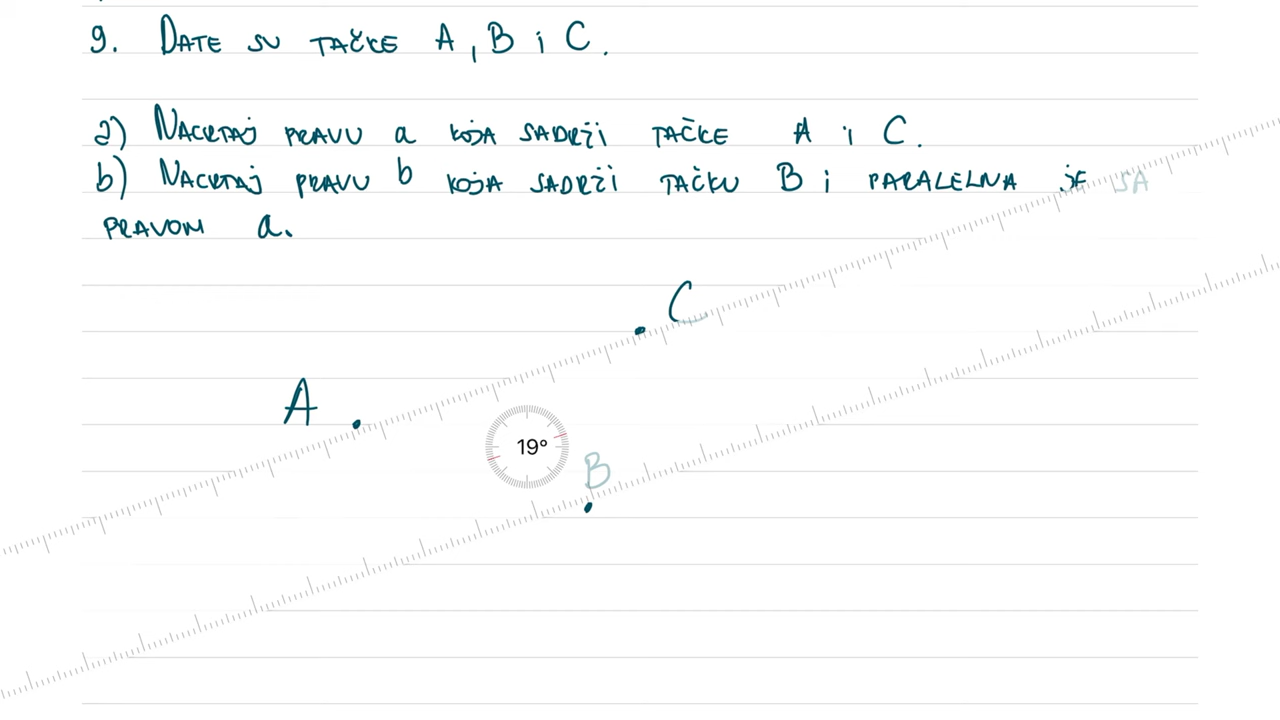 9. DATE SU TAČKE A, B i C.
a) NACRTAJ PRAVU a KOJA SADRŽI TAČKE A i C.
b) NACRTAJ PRAVU b KOJA SADRŽI TAČKU B i PARALELNA JE SA
PRAVOM a.
C
A
19°
B